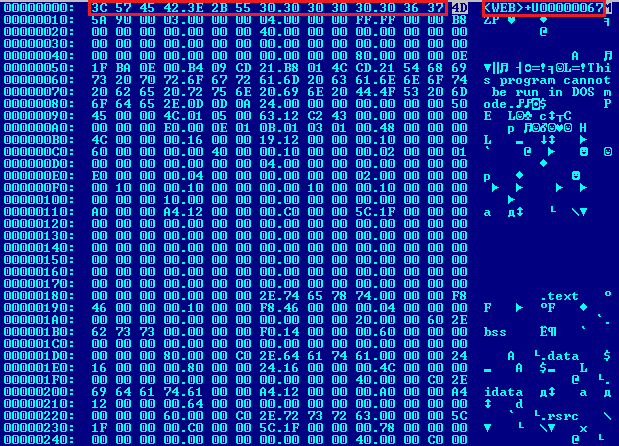 00000000: 3C 57 45 42.3E 2B 55 30.30 30 30 30.30 36 37 4D <WEB>+U00000067M
00000010: 5A 90 00 03.00 00 00 04.00 00 00 FF.FF 00 00 B8 ZР ♥   ♦      ╕
00000020: 00 00 00 00.00 00 00 40.00 00 00 00.00 00 00 00        @
00000030: 00 00 00 00.00 00 00 00.00 00 00 00.00 00 00 00
00000040: 00 00 00 00.00 00 00 00.00 00 00 80.00 00 00 0E            А   ♫
00000050: 1F BA 0E 00.B4 09 CD 21.B8 01 4C CD.21 54 68 69 ▼║♫ ┤○═!╕☺L═!Thi
00000060: 73 20 70 72.6F 67 72 61.6D 20 63 61.6E 6E 6F 74 s program cannot
00000070: 20 62 65 20.72 75 6E 20.69 6E 20 44.4F 53 20 6D  be run in DOS m
00000080: 6F 64 65 2E.0D 0D 0A 24.00 00 00 00.00 00 00 50 ode.♪♪◙$       P
00000090: 45 00 00 4C.01 05 00 63.12 C2 43 00.00 00 00 00 E  L☺♣ c↕┬C
000000A0: 00 00 00 E0.00 0E 01 0B.01 03 01 00.48 00 00 00    р ♫☺♂☺♥☺ H
000000B0: 4C 00 00 00.16 00 00 19.12 00 00 00.10 00 00 00 L   ▬  ↓↕   ►
000000C0: 60 00 00 00.00 40 00 00.10 00 00 00.02 00 00 01 `    @  ►   ☻  ☺
000000D0: 00 00 00 00.00 00 00 04.00 00 00 00.00 00 00 00        ♦
000000E0: E0 00 00 00.04 00 00 00.00 00 00 02.00 00 00 00 р   ♦      ☻
000000F0: 00 10 00 00.10 00 00 00.00 10 00 00.10 00 00 00  ►  ►    ►  ►
00000100: 00 00 00 10.00 00 00 00.00 00 00 00.00 00 00 00    ►
00000110: A0 00 00 A4.12 00 00 00.C0 00 00 5C.1F 00 00 00 а  д↕   └  \▼
00000120: 00 00 00 00.00 00 00 00.00 00 00 00.00 00 00 00
00000130: 00 00 00 00.00 00 00 00.00 00 00 00.00 00 00 00
00000140: 00 00 00 00.00 00 00 00.00 00 00 00.00 00 00 00
00000150: 00 00 00 00.00 00 00 00.00 00 00 00.00 00 00 00
00000160: 00 00 00 00.00 00 00 00.00 00 00 00.00 00 00 00
00000170: 00 00 00 00.00 00 00 00.00 00 00 00.00 00 00 00
00000180: 00 00 00 00.00 00 00 2E.74 65 78 74.00 00 00 F8        .text   °
00000190: 46 00 00 00.10 00 00 F8.46 00 00 00.04 00 00 00 F   ►  °F   ♦
000001A0: 00 00 00 00.00 00 00 00.00 00 00 20.00 00 60 2E               `.
000001B0: 62 73 73 00.00 00 00 F0.14 00 00 00.60 00 00 00 bss    Ё¶   `
000001C0: 00 00 00 00.00 00 00 00.00 00 00 00.00 00 00 00
000001D0: 00 00 00 80.00 00 C0 2E.64 61 74 61.00 00 00 24    А  └.data   $
000001E0: 16 00 00 00.80 00 00 24.16 00 00 00.4C 00 00 00 ▬   А  $▬   L
000001F0: 00 00 00 00.00 00 00 00.00 00 00 40.00 00 C0 2E            @  └.
00000200: 69 64 61 74.61 00 00 A4.12 00 00 00.A0 00 00 A4 idata  д↕   а  д
00000210: 12 00 00 00.64 00 00 00.00 00 00 00.00 00 00 00 ↕   d
00000220: 00 00 00 60.00 00 C0 2E.72 73 72 63.00 00 00 5C    `  └.rsrc   \
00000230: 1F 00 00 00.C0 00 00 5C.1F 00 00 00.78 00 00 00 ▼   └  \▼   x
00000240: 00 00 00 00.00 00 00 00.00 00 00 40.00 00 C0 00            @  └